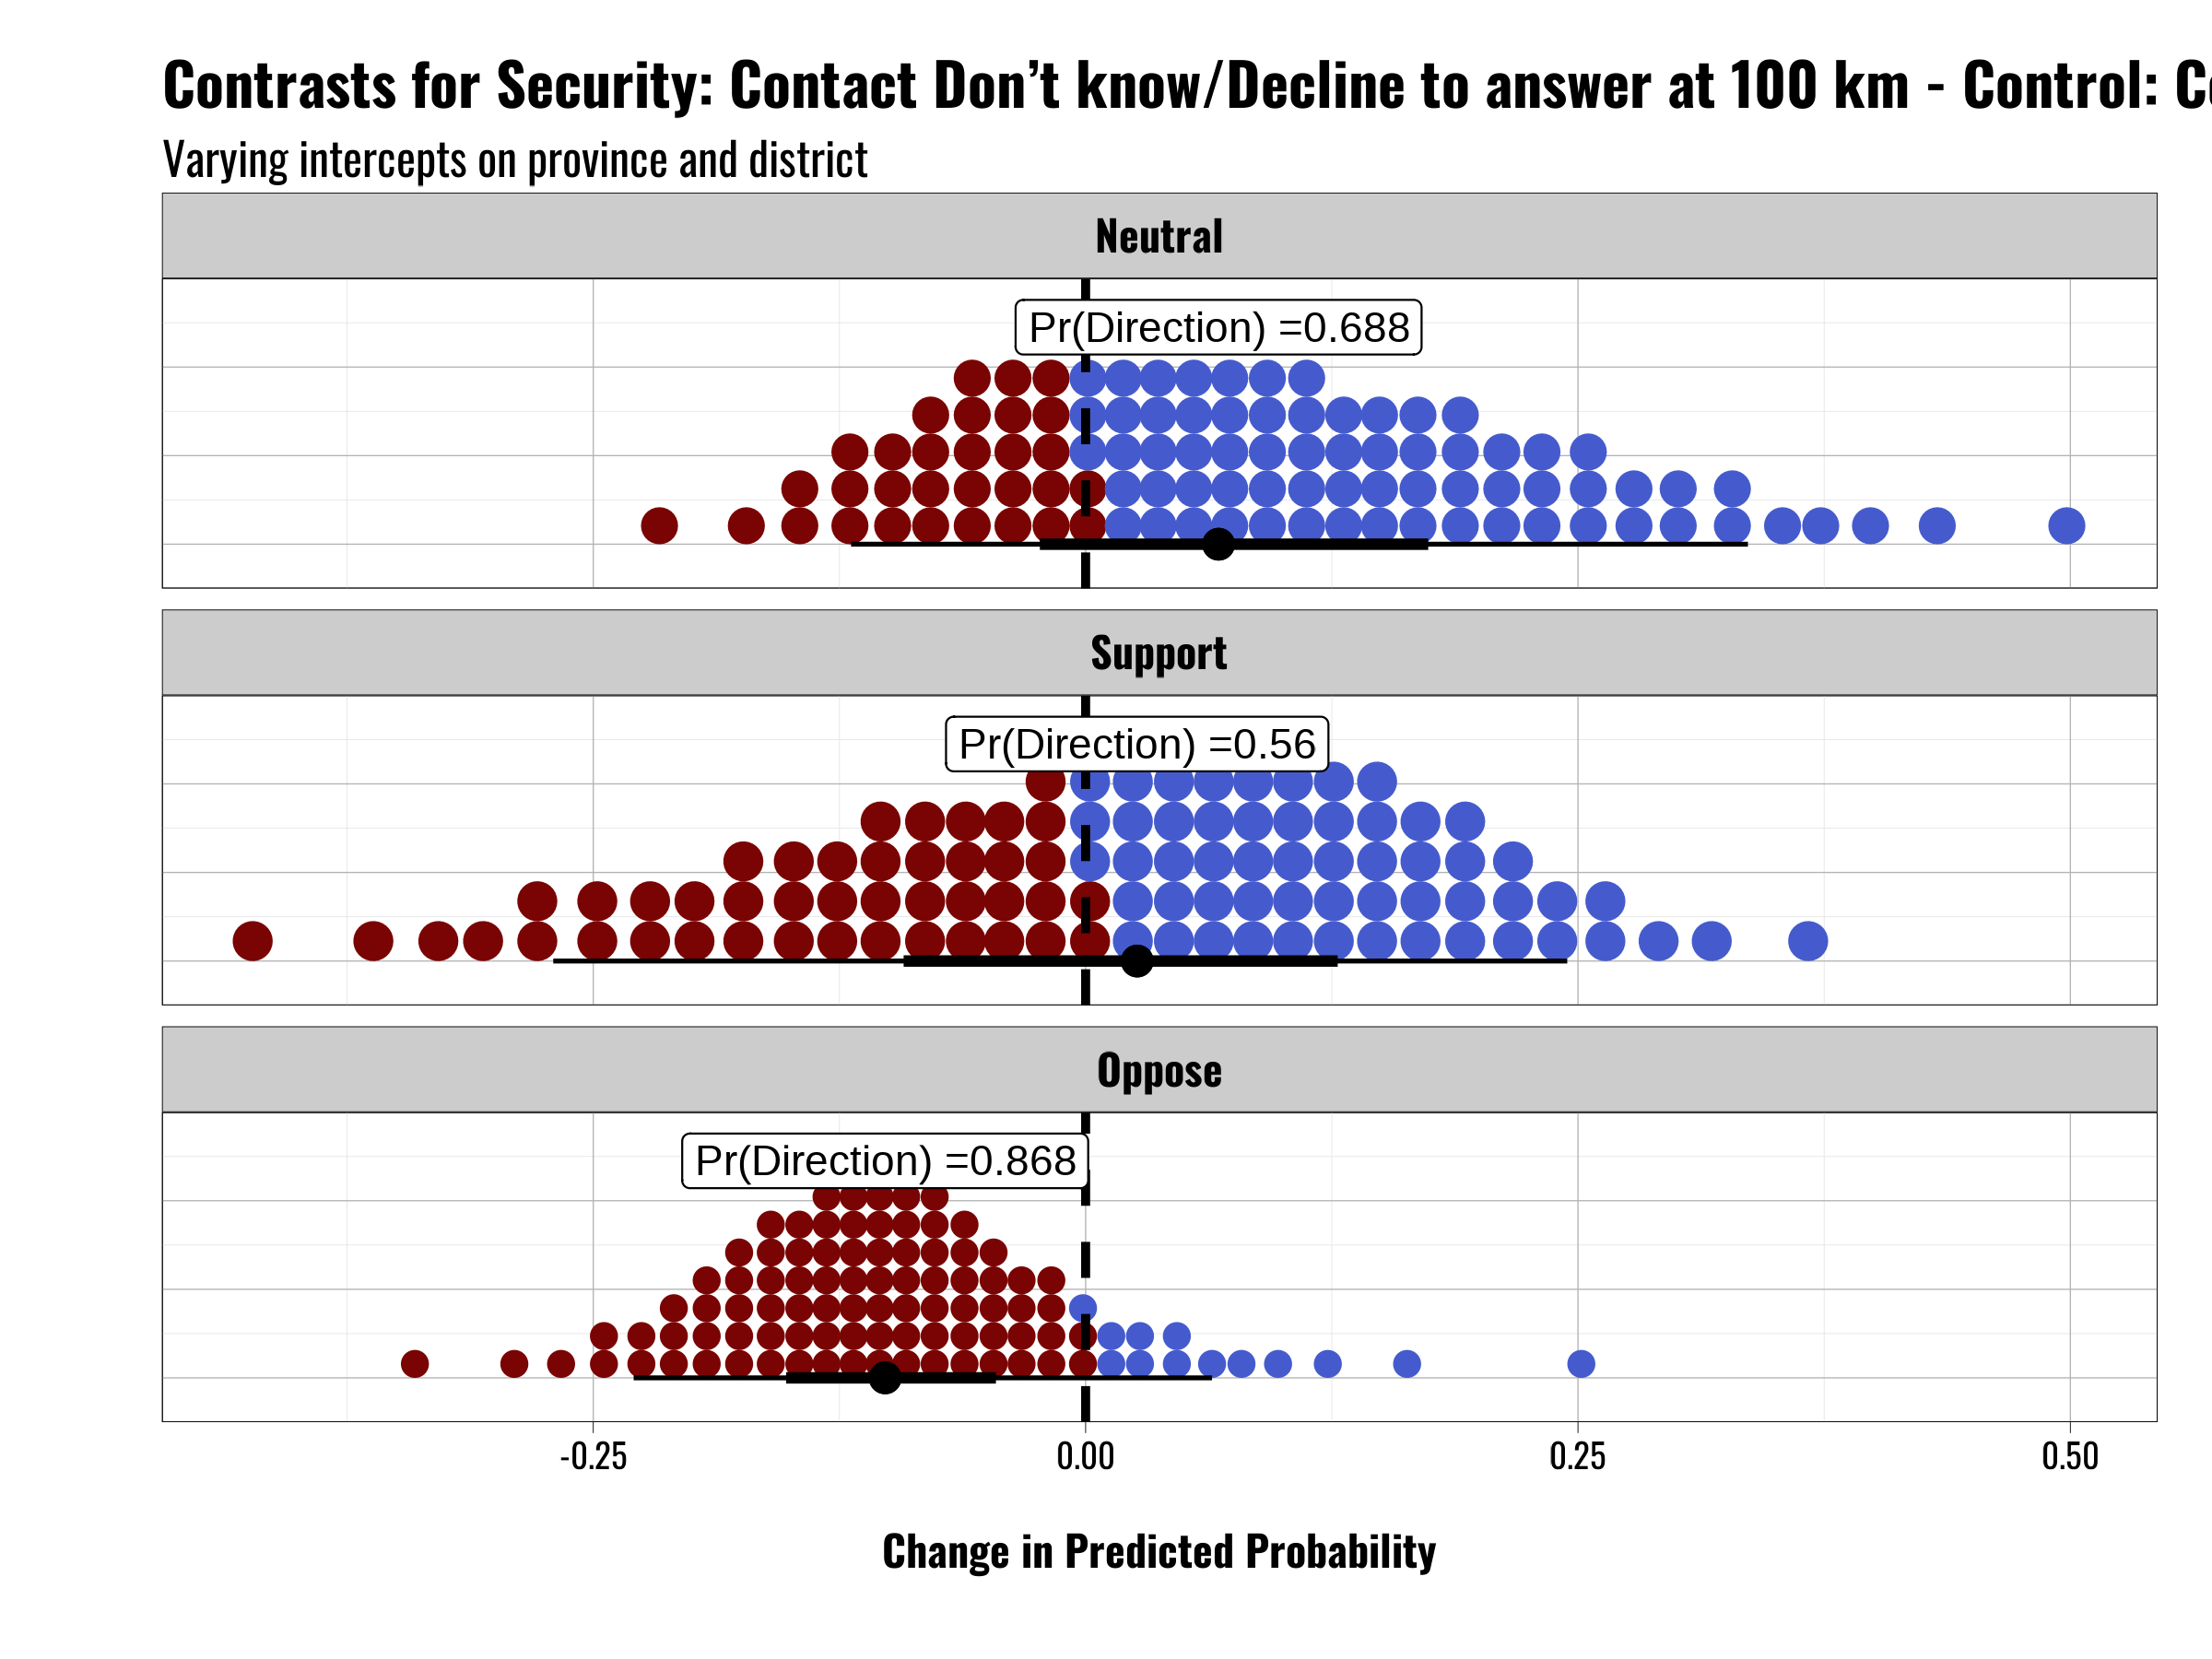 Contrasts for Security: Contact Don’t know/Decline to answer at 100 km - Control:
Varying intercepts on province and district
Neutral
Pr(Direction) =0.688
Support
Pr(Direction) =0.56
Oppose
Pr(Direction) =0.868
-0.25 0.00 0.25 0.50
Change in Predicted Probability